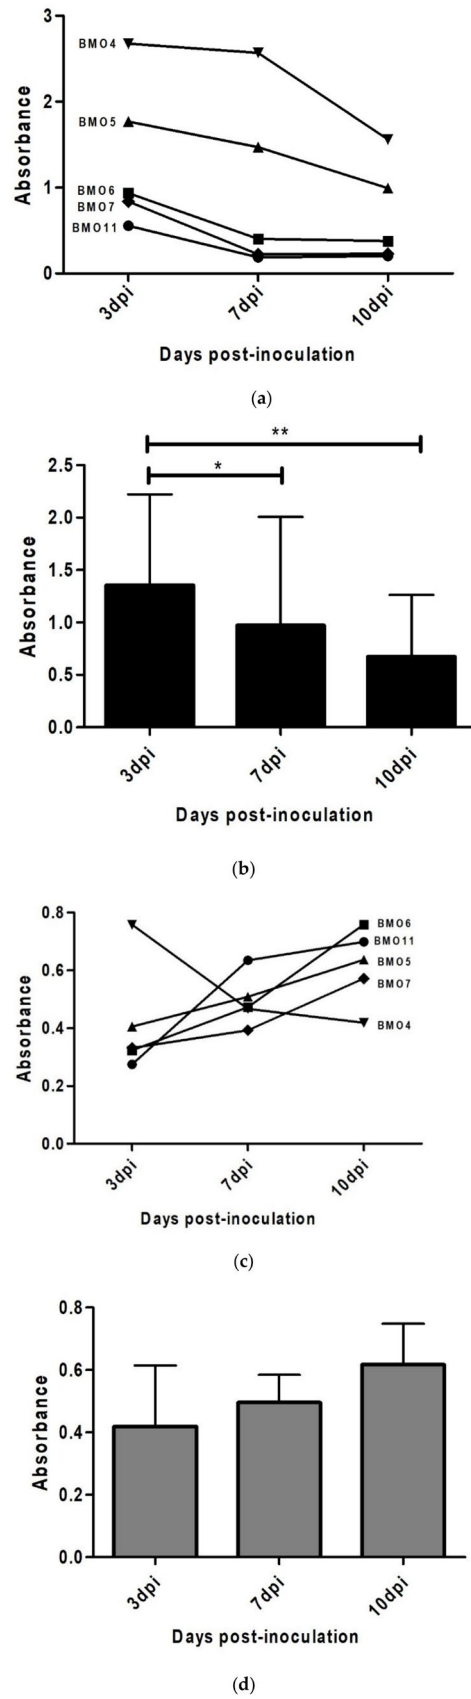 3
BMO4
2
BMO5
1
BMO6
BMO7
BMO11
0
Absorbance
3dpi
7dpi
10dpi
Days post-inoculation
(a)
**
*
2.5
2.0
1.5
1.0
0.5
0.0
Absorbance
3dpi
7dpi
10dpi
Days post-inoculation
(b)
0.8
0.6
0.4
0.2
0.0
Absorbance
BMO6
BMO11
BMO5
BMO7
BMO4
3dpi
7dpi
10dpi
Days post-inoculation
(c)
0.8
0.6
0.4
0.2
0.0
Absorbance
3dpi
7dpi
10dpi
Days post-inoculation
(d)